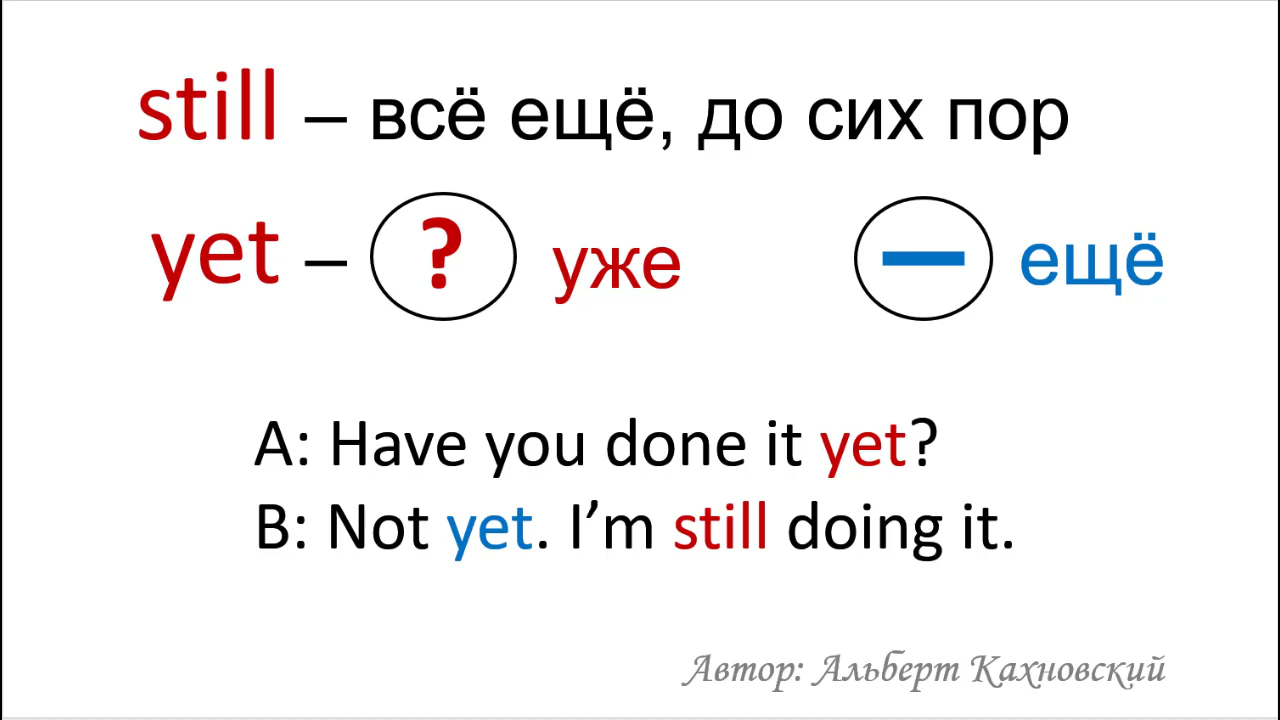 still – всё ещё, до сих пор
yet – ? уже – ещё
A: Have you done it yet?
B: Not yet. I’m still doing it.
Автор: Альберт Кахновский